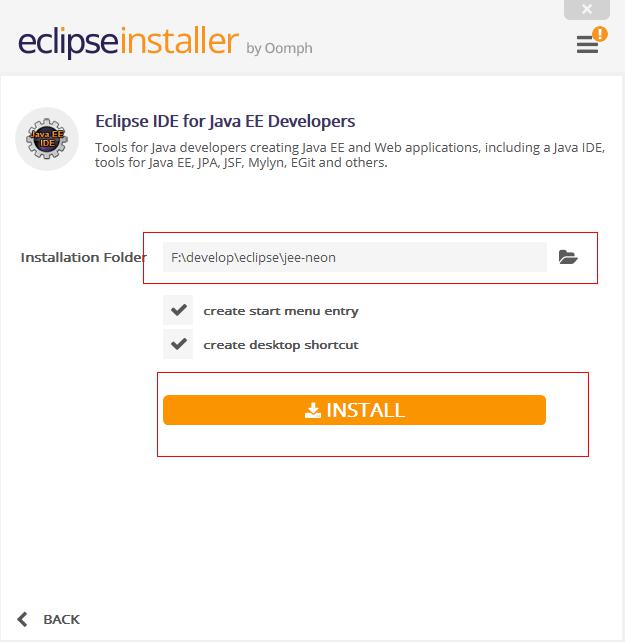 eclipseinstaller by Oomph
!
Java EE
IDE
Eclipse IDE for Java EE Developers
Tools for Java developers creating Java EE and Web applications, including a Java IDE,
tools for Java EE, JPA, JSF, Mylyn, EGit and others.
Installation Folder F:\develop\eclipse\jee-neon
create start menu entry
create desktop shortcut
INSTALL
BACK